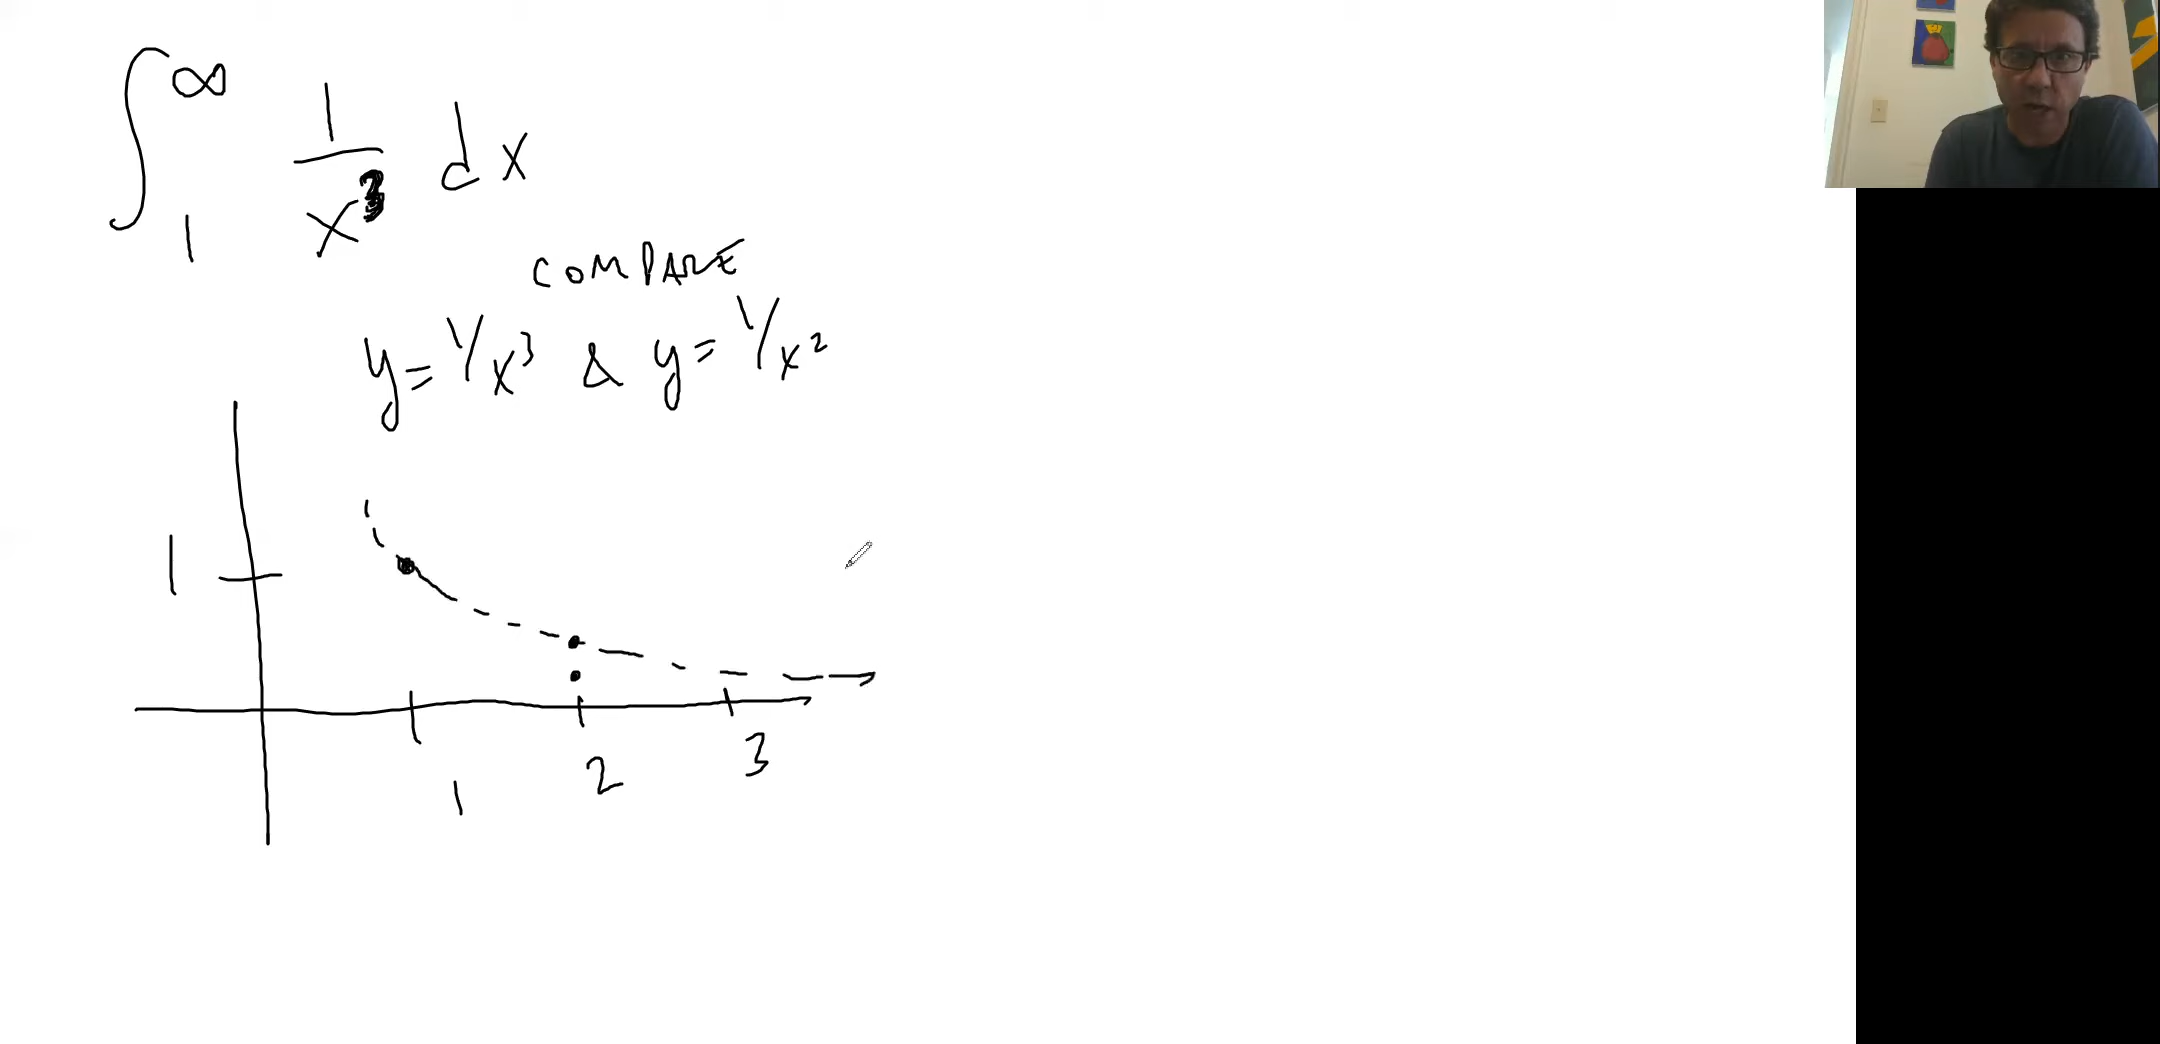 ∫₁^∞ 1/x³ dx
COMPARE
y = 1/x³ & y = 1/x²
1
1 2 3